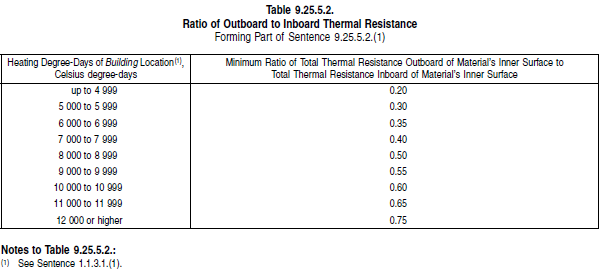 Table 9.25.5.2.
Ratio of Outboard to Inboard Thermal Resistance
Forming Part of Sentence 9.25.5.2.(1)
Heating Degree-Days of Building Location(1), Celsius degree-days
Minimum Ratio of Total Thermal Resistance Outboard of Material's Inner Surface to Total Thermal Resistance Inboard of Material's Inner Surface
up to 4 999 0.20
5 000 to 5 999 0.30
6 000 to 6 999 0.35
7 000 to 7 999 0.40
8 000 to 8 999 0.50
9 000 to 9 999 0.55
10 000 to 10 999 0.60
11 000 to 11 999 0.65
12 000 or higher 0.75
Notes to Table 9.25.5.2.:
(1) See Sentence 1.1.3.1.(1).